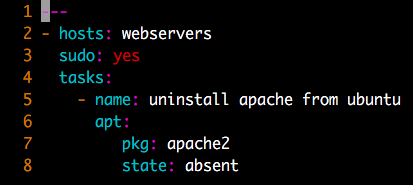 1 ---
2 - hosts: webservers
3   sudo: yes
4   tasks:
5     - name: uninstall apache from ubuntu
6       apt:
7          pkg: apache2
8          state: absent